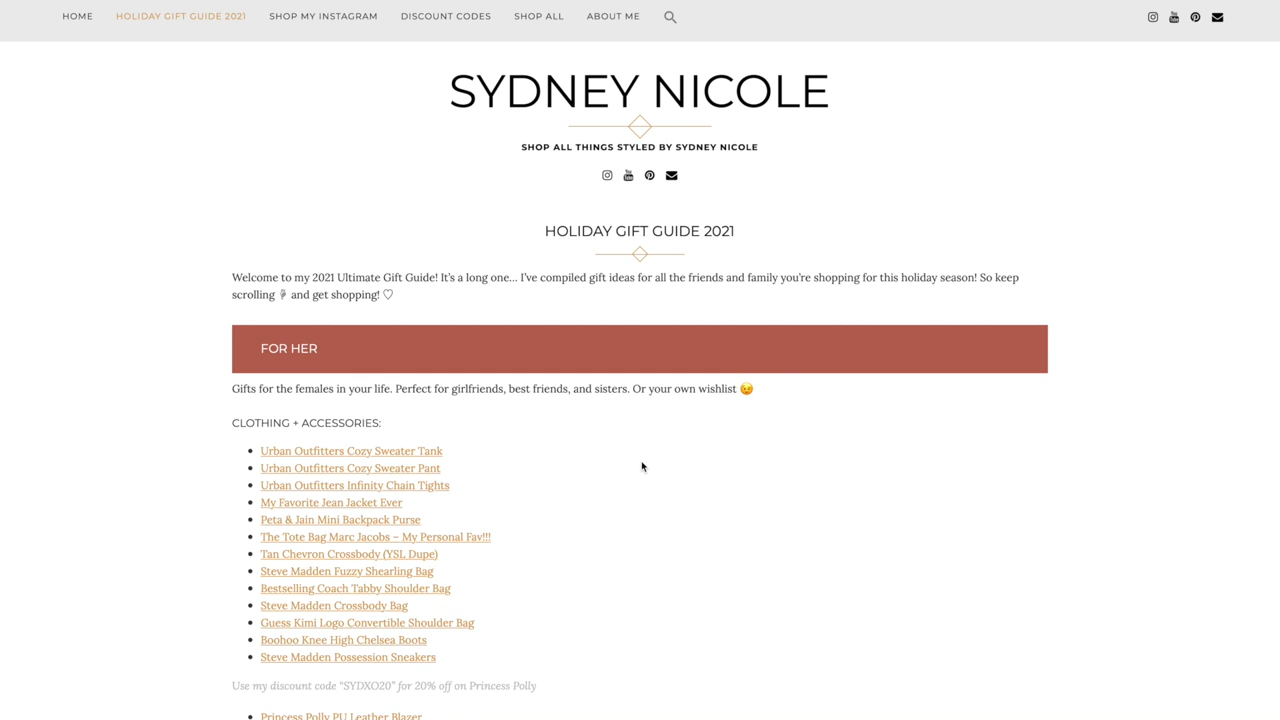 HOME HOLIDAY GIFT GUIDE 2021 SHOP MY INSTAGRAM DISCOUNT CODES SHOP ALL ABOUT ME
SYDNEY NICOLE
SHOP ALL THINGS STYLED BY SYDNEY NICOLE
HOLIDAY GIFT GUIDE 2021
Welcome to my 2021 Ultimate Gift Guide! It's a long one... I've compiled gift ideas for all the friends and family you're shopping for this holiday season! So keep
scrolling ☟ and get shopping! ♡
FOR HER
Gifts for the females in your life. Perfect for girlfriends, best friends, and sisters. Or your own wishlist 😉
CLOTHING + ACCESSORIES:
Urban Outfitters Cozy Sweater Tank
Urban Outfitters Cozy Sweater Pant
Urban Outfitters Infinity Chain Tights
My Favorite Jean Jacket Ever
Peta & Jain Mini Backpack Purse
The Tote Bag Marc Jacobs – My Personal Fav!!!
Tan Chevron Crossbody (YSL Dupe)
Steve Madden Fuzzy Shearling Bag
Bestselling Coach Tabby Shoulder Bag
Steve Madden Crossbody Bag
Guess Kimi Logo Convertible Shoulder Bag
Boohoo Knee High Chelsea Boots
Steve Madden Possession Sneakers
Use my discount code "SYDXO20" for 20% off on Princess Polly
Princess Polly PU Leather Blazer